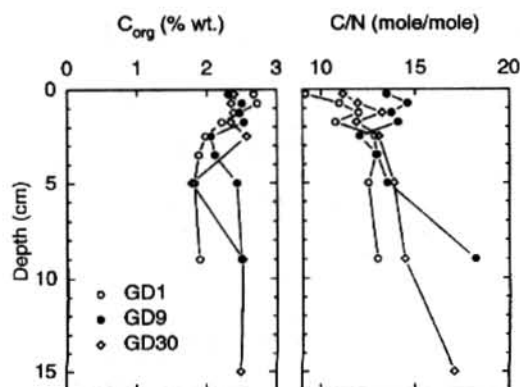 C_org (% wt.)
C/N (mole/mole)
0 1 2 3
10 15 20
0
5
10
15
Depth (cm)
GD1
GD9
GD30